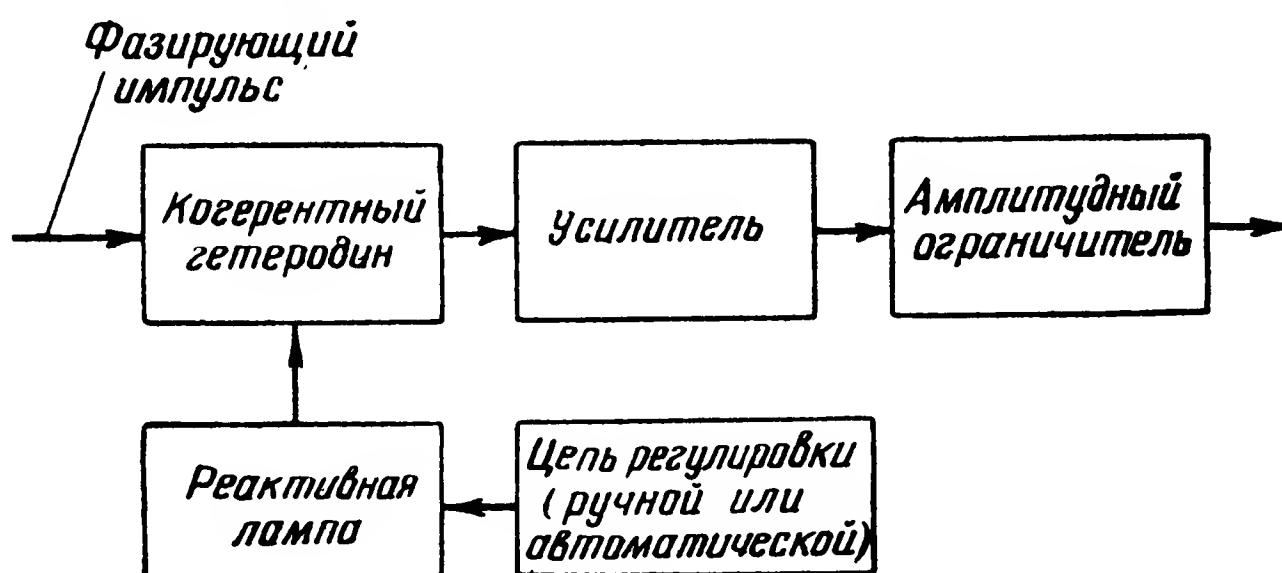 Фазирующий
импульс
Когерентный
гетеродин
Усилитель
Амплитудный
ограничитель
Реактивная
лампа
Цепь регулировки
(ручной или
автоматической)